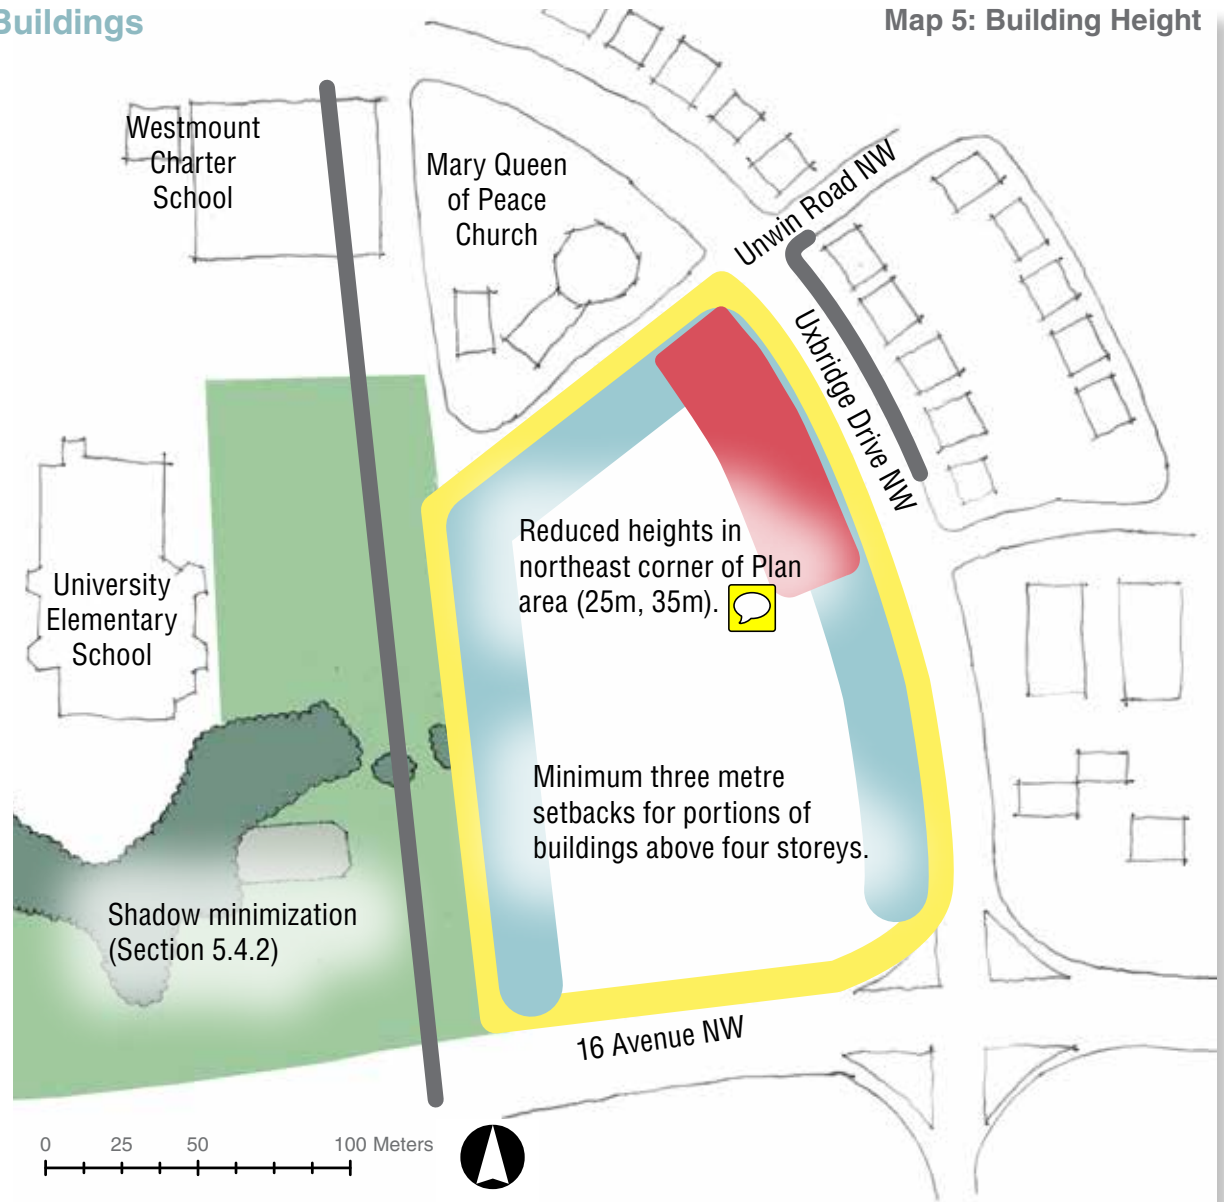 Buildings
Map 5: Building Height
Westmount
Charter
School
Mary Queen
of Peace
Church
Unwin Road NW
Uxbridge Drive NW
Reduced heights in
northeast corner of Plan
area (25m, 35m).
University
Elementary
School
Minimum three metre
setbacks for portions of
buildings above four storeys.
Shadow minimization
(Section 5.4.2)
16 Avenue NW
0 25 50 100 Meters